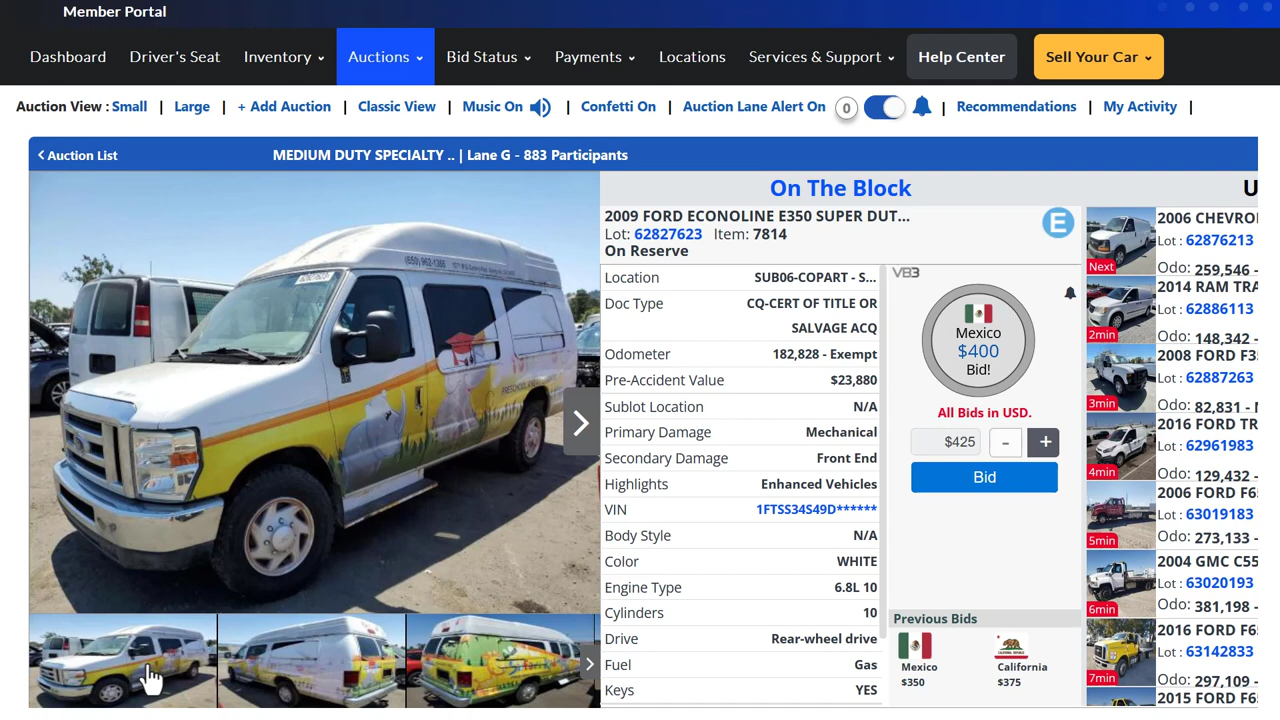 Member Portal
Dashboard Driver's Seat Inventory Auctions Bid Status Payments Locations Services & Support Help Center Sell Your Car
Auction View : Small | Large | + Add Auction | Classic View | Music On | Confetti On | Auction Lane Alert On 0 | Recommendations | My Activity |
Auction List
MEDIUM DUTY SPECIALTY .. | Lane G - 883 Participants
On The Block
U
2009 FORD ECONOLINE E350 SUPER DUT...
Lot: 62827623 Item: 7814
On Reserve
E
Location SUB06-COPART - S...
Doc Type CQ-CERT OF TITLE OR
SALVAGE ACQ
Odometer 182,828 - Exempt
Pre-Accident Value $23,880
Sublot Location N/A
Primary Damage Mechanical
Secondary Damage Front End
Highlights Enhanced Vehicles
VIN 1FTSS34S49D******
Body Style N/A
Color WHITE
Engine Type 6.8L 10
Cylinders 10
Drive Rear-wheel drive
Fuel Gas
Keys YES
VB3
Mexico
$400
Bid!
All Bids in USD.
$425 - +
Bid
Previous Bids
Mexico California
$350 $375
2006 CHEVRO
Lot : 62876213
Next
Odo: 259,546 -
2014 RAM TRA
Lot : 62886113
2min
Odo: 148,342 -
2008 FORD F3
Lot : 62887263
3min
Odo: 82,831 -
2016 FORD TR
Lot : 62961983
4min
Odo: 129,432 -
2006 FORD F6
Lot : 63019183
5min
Odo: 273,133 -
2004 GMC C55
Lot : 63020193
6min
Odo: 381,198 -
2016 FORD F6
Lot : 63142833
7min
Odo: 297,109 -
2015 FORD F6
(650) 962-1366